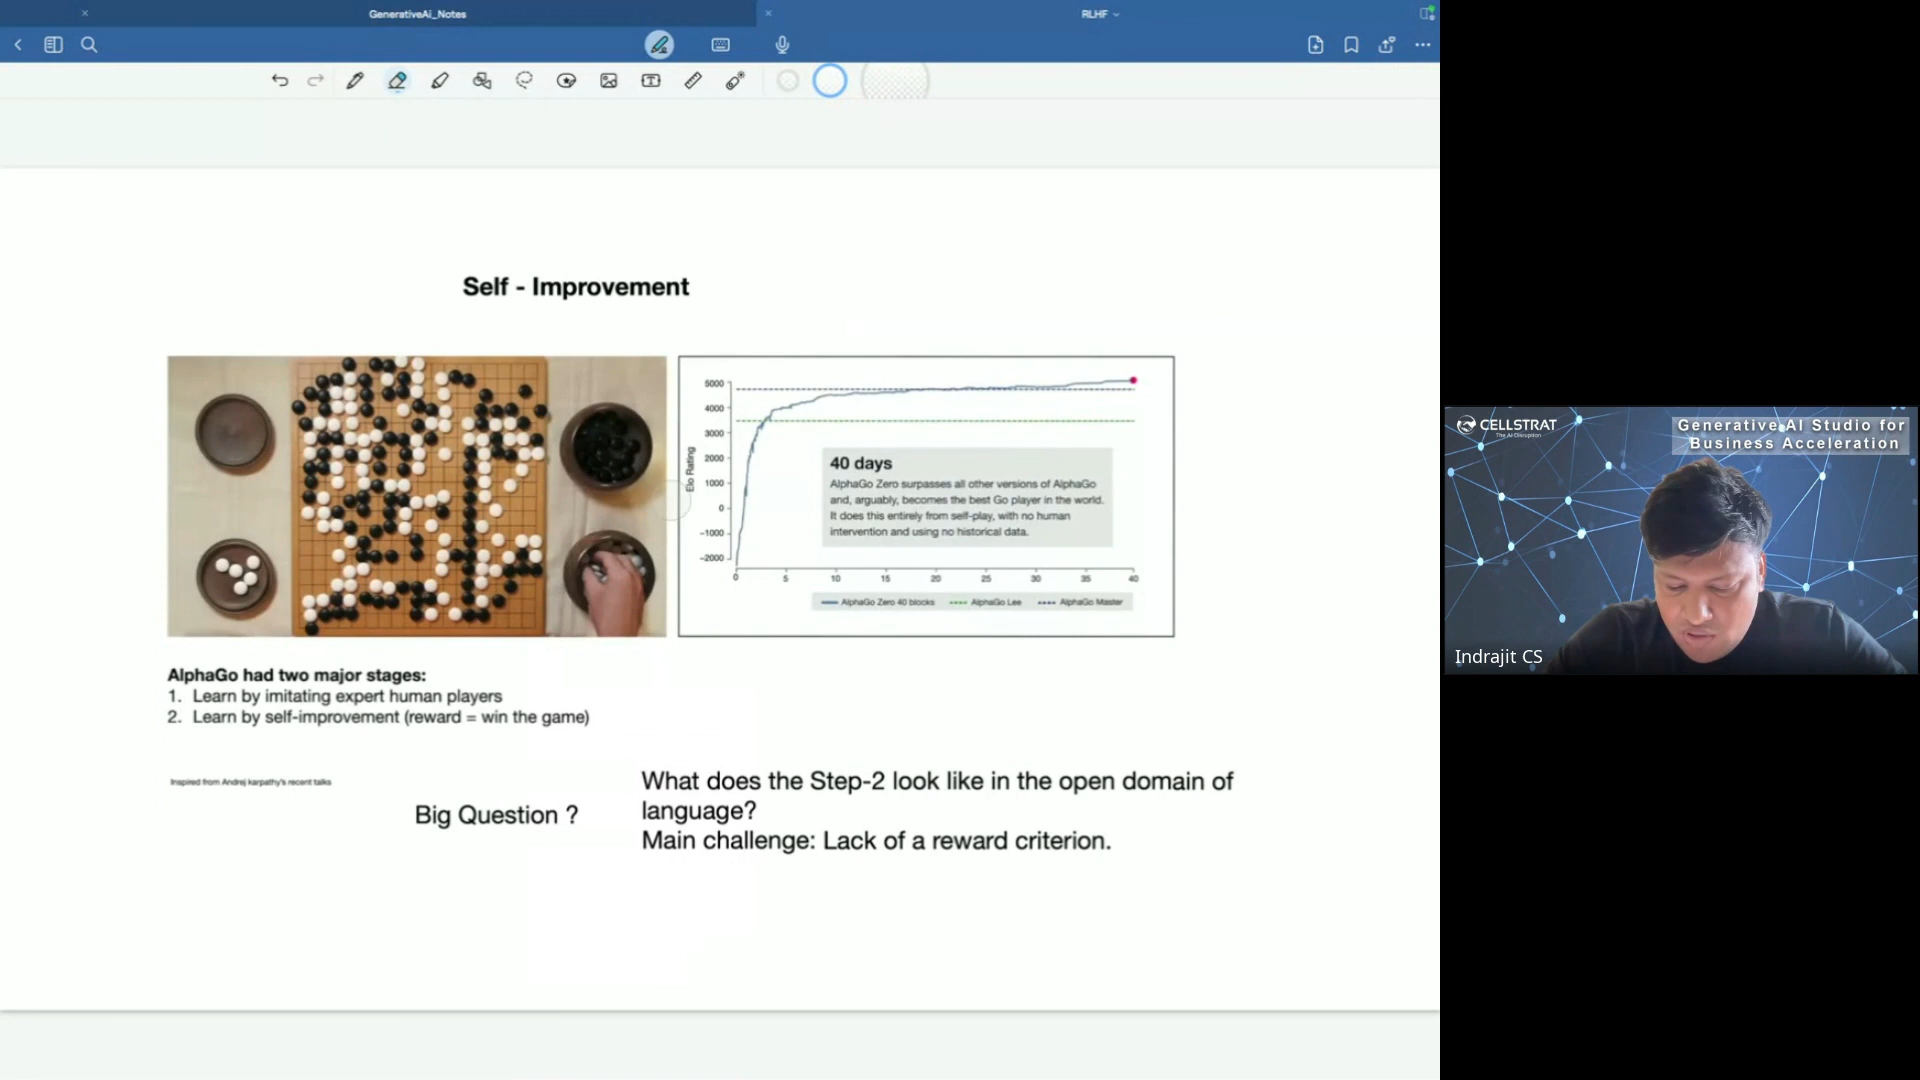 GenerativeAi_Notes
RLHF
Self - Improvement
5000
4000
3000
2000
1000
0
-1000
-2000
Elo Rating
40 days
AlphaGo Zero surpasses all other versions of AlphaGo
and, arguably, becomes the best Go player in the world.
It does this entirely from self-play, with no human
intervention and using no historical data.
0 5 10 15 20 25 30 35 40
AlphaGo Zero 40 blocks AlphaGo Lee AlphaGo Master
AlphaGo had two major stages:
1. Learn by imitating expert human players
2. Learn by self-improvement (reward = win the game)
Inspired from Andrej karpathy's recent talks
Big Question ?
What does the Step-2 look like in the open domain of
language?
Main challenge: Lack of a reward criterion.
CELLSTRAT
The AI Disruption
Generative AI Studio for
Business Acceleration
Indrajit CS